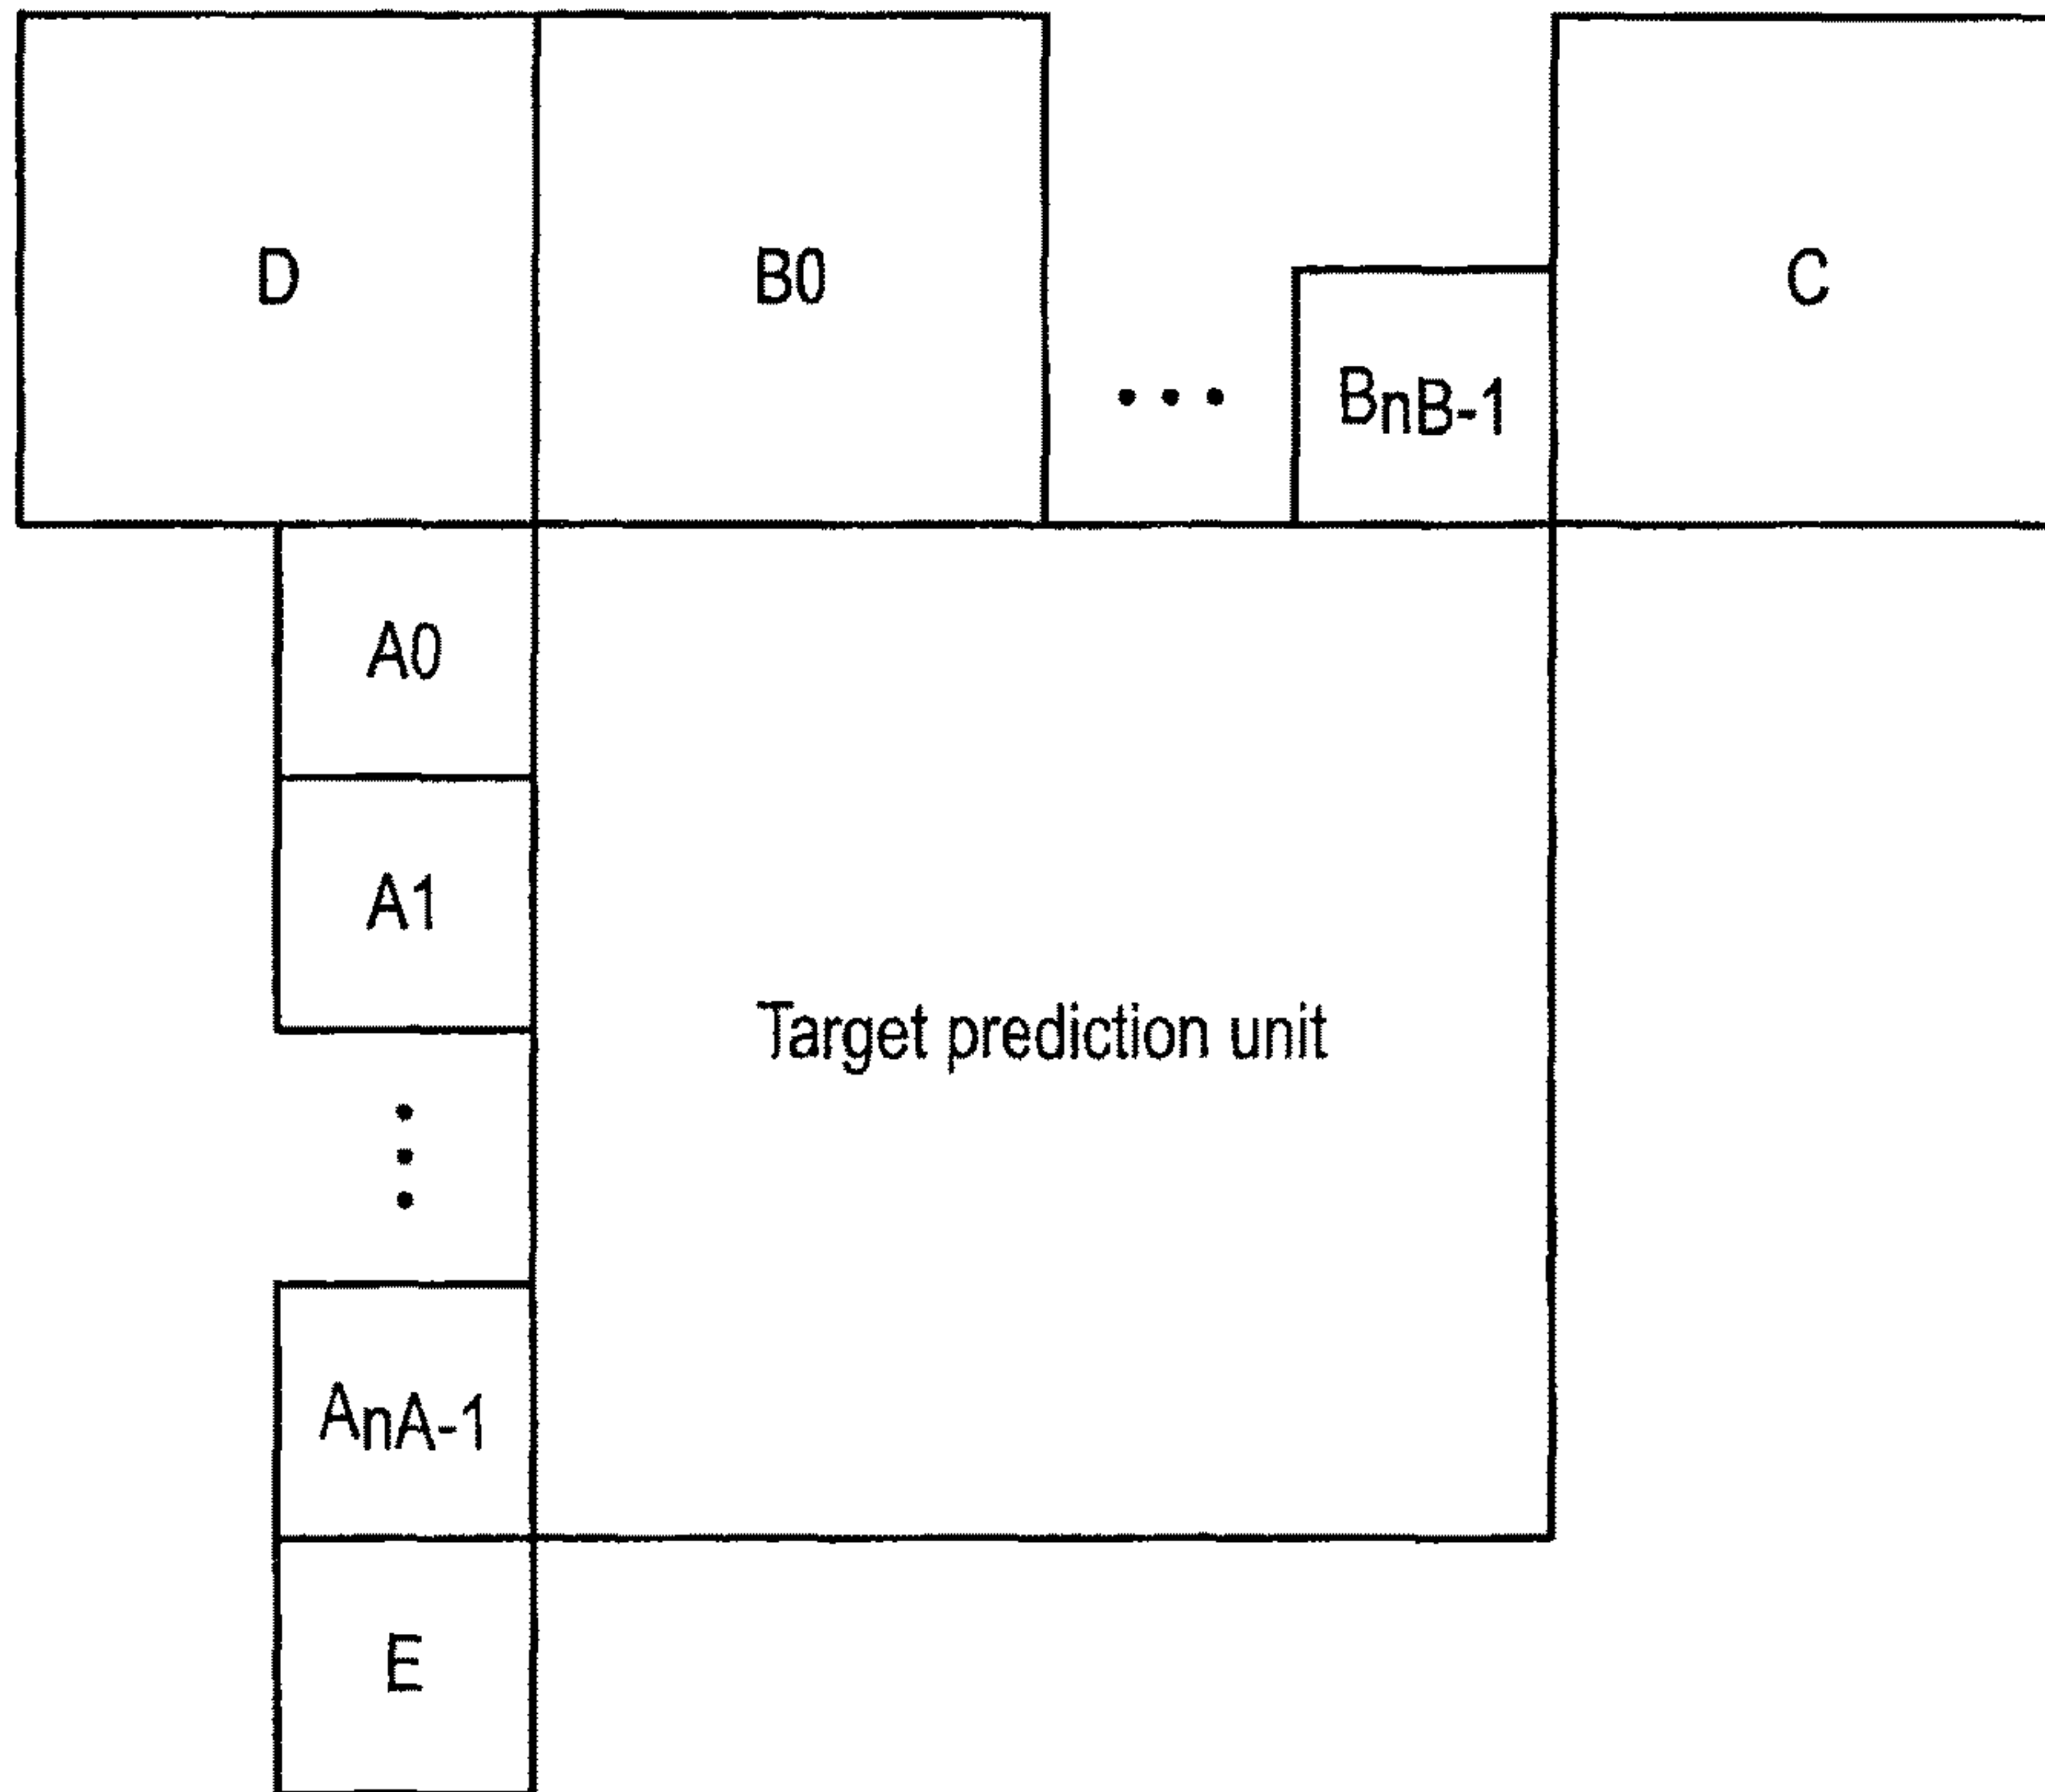 D
B0
BnB-1
C
A0
A1
Target prediction unit
AnA-1
E